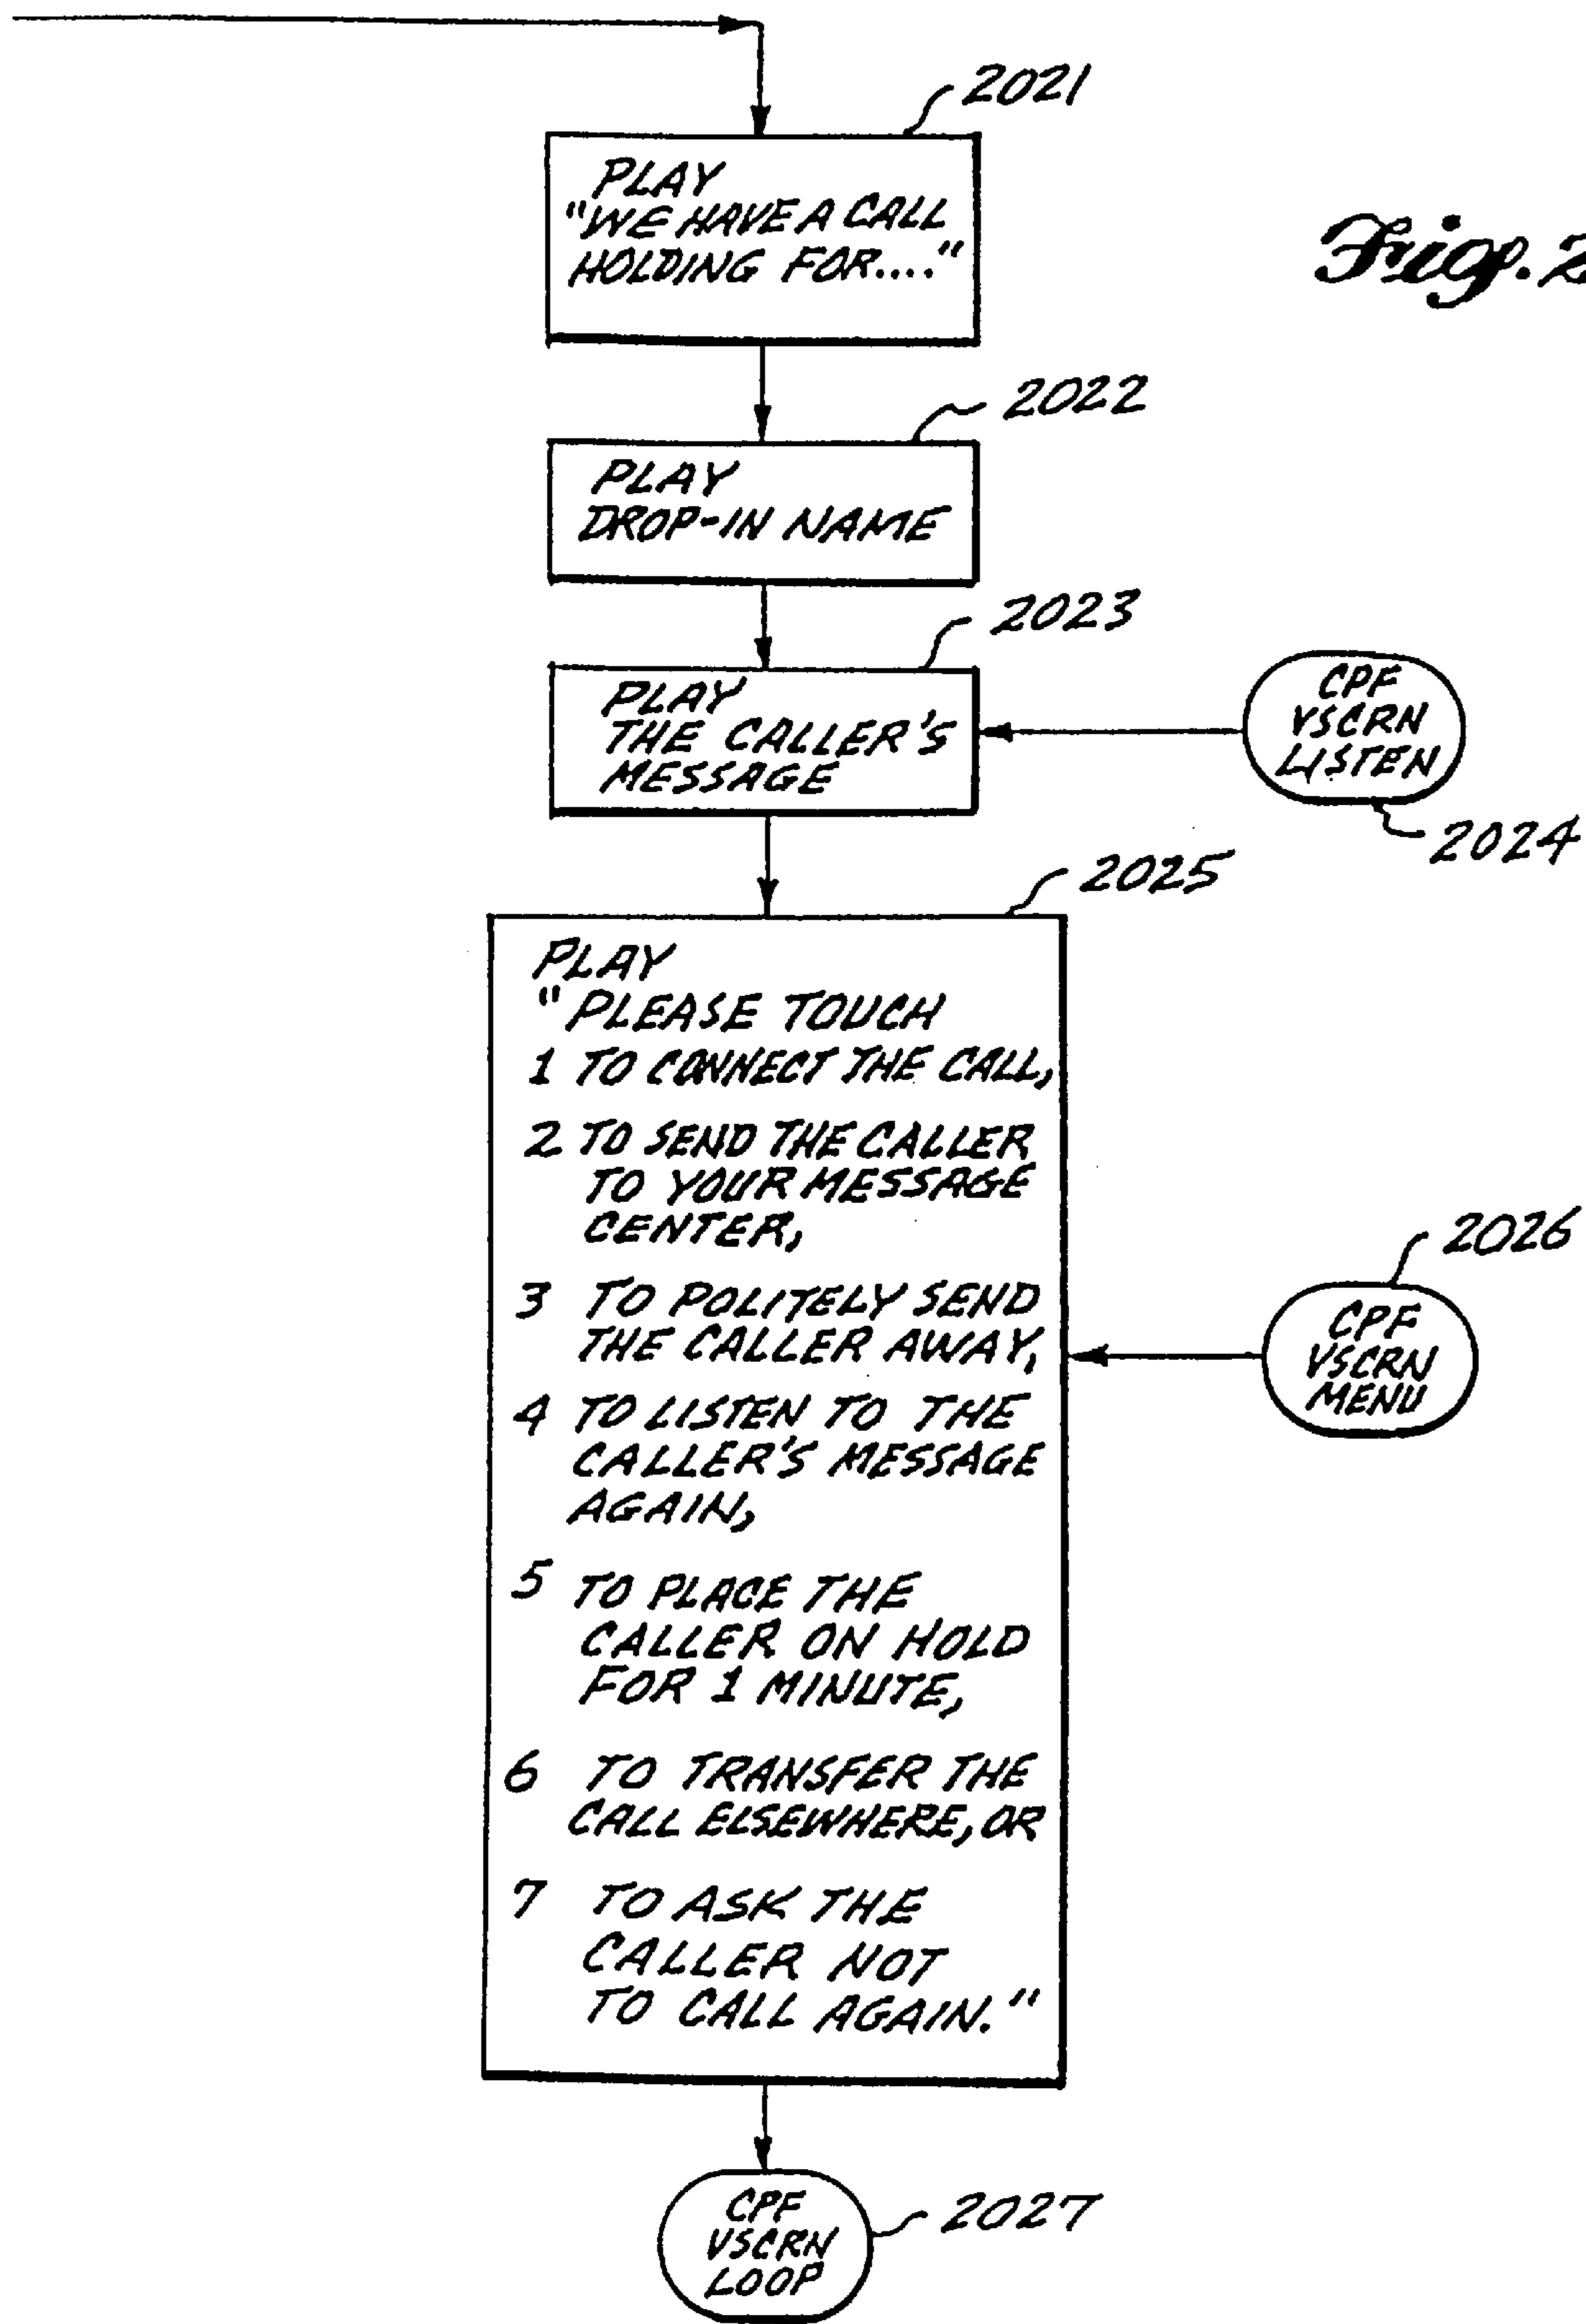 2021
PLAY
"WE HAVE A CALL
HOLDING FOR...."
Fig. 2
2022
PLAY
DROP-IN NAME
2023
PLAY
THE CALLER'S
MESSAGE
CPF
VSCRN
LISTEN
2024
2025
PLAY
"PLEASE TOUCH
1 TO CONNECT THE CALL,
2 TO SEND THE CALLER
TO YOUR MESSAGE
CENTER,
3 TO POLITELY SEND
THE CALLER AWAY,
4 TO LISTEN TO THE
CALLER'S MESSAGE
AGAIN,
5 TO PLACE THE
CALLER ON HOLD
FOR 1 MINUTE,
6 TO TRANSFER THE
CALL ELSEWHERE, OR
7 TO ASK THE
CALLER NOT
TO CALL AGAIN."
2026
CPF
VSCRN
MENU
CPF
VSCRN
LOOP
2027